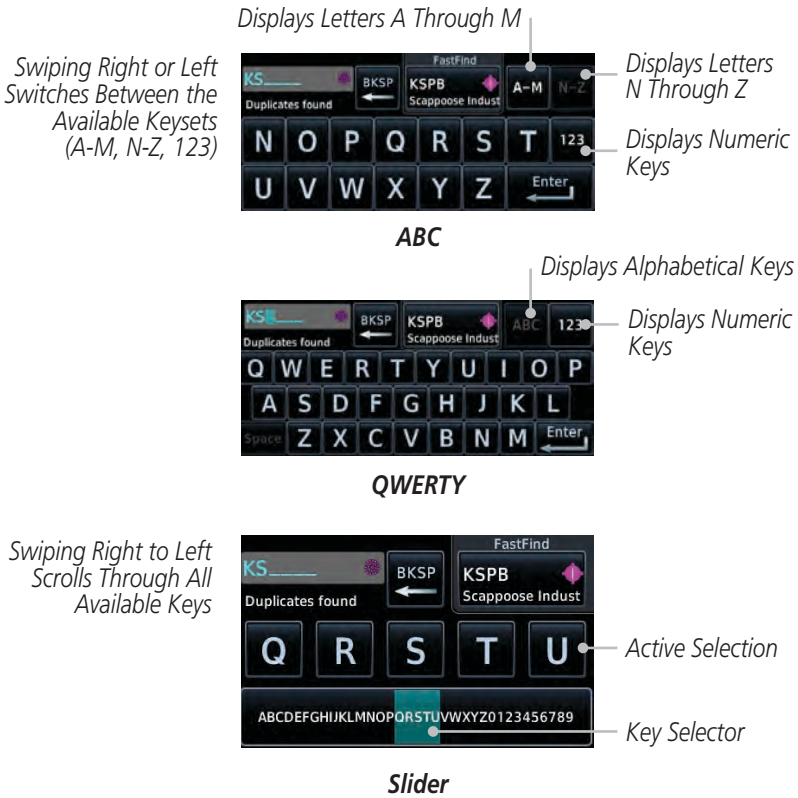 Displays Letters A Through M
Swiping Right or Left
Switches Between the
Available Keysets
(A-M, N-Z, 123)
FastFind
KS_____ BKSP KSPB A-M N-Z
Duplicates found Scappoose Indust
Displays Letters
N Through Z
N O P Q R S T 123
Displays Numeric
Keys
U V W X Y Z Enter
ABC
Displays Alphabetical Keys
KS____ BKSP KSPB ABC 123
Duplicates found Scappoose Indust
Displays Numeric
Keys
Q W E R T Y U I O P
A S D F G H J K L
Space Z X C V B N M Enter
QWERTY
Swiping Right to Left
Scrolls Through All
Available Keys
FastFind
KS_____ BKSP KSPB
Duplicates found Scappoose Indust
Q R S T U
Active Selection
ABCDEFGHIJKLMNOPQRSTUVWXYZ0123456789
Key Selector
Slider